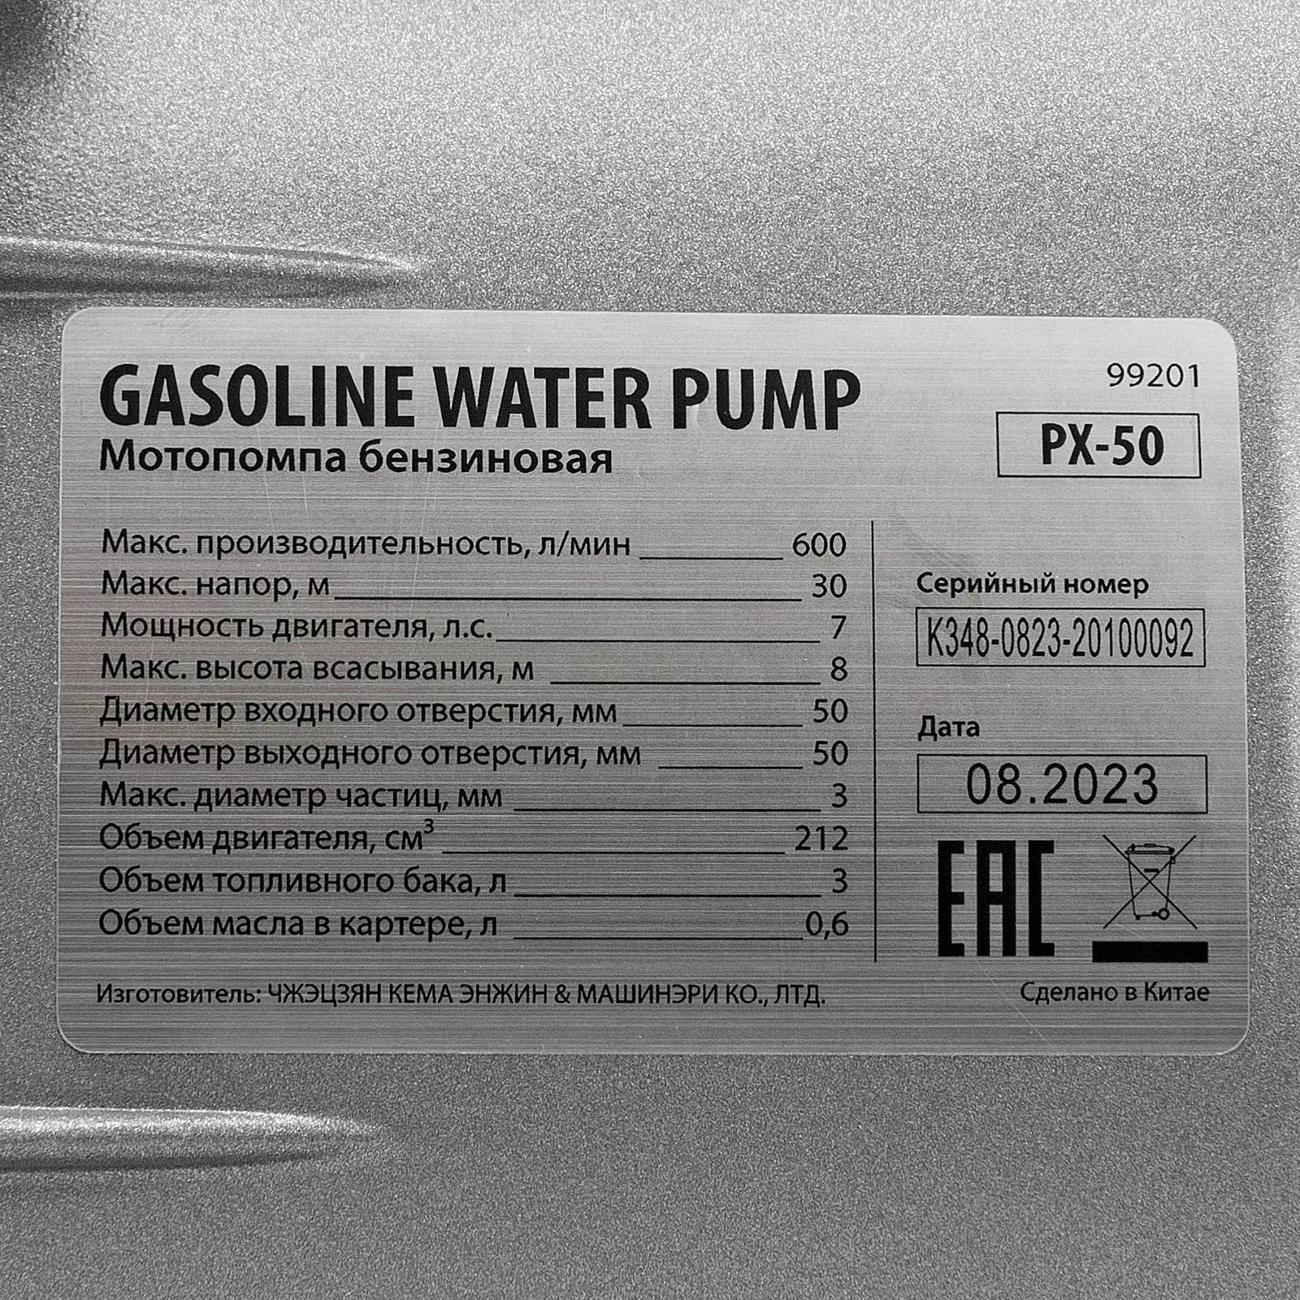 GASOLINE WATER PUMP
Мотопомпа бензиновая
99201
PX-50
Макс. производительность, л/мин 600
Макс. напор, м 30
Мощность двигателя, л.с. 7
Макс. высота всасывания, м 8
Диаметр входного отверстия, мм 50
Диаметр выходного отверстия, мм 50
Макс. диаметр частиц, мм 3
Объем двигателя, см³ 212
Объем топливного бака, л 3
Объем масла в картере, л 0,6
Серийный номер
K348-0823-20100092
Дата
08.2023
EAC
Изготовитель: ЧЖЭЦЗЯН КЕМА ЭНЖИН & МАШИНЭРИ КО., ЛТД.
Сделано в Китае